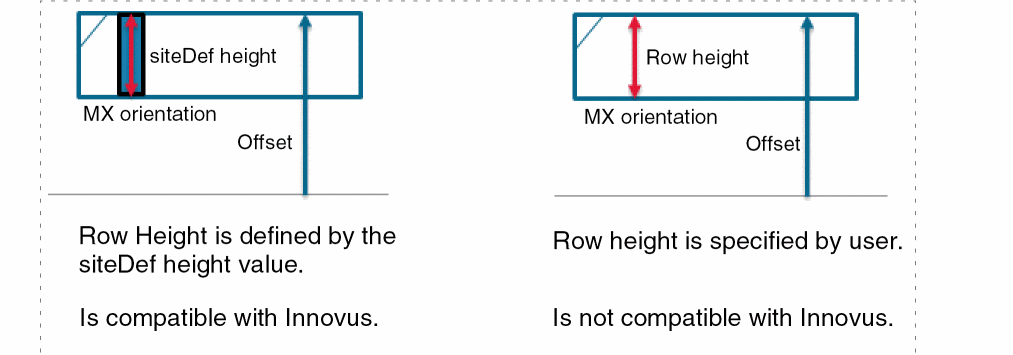 siteDef height
MX orientation
Offset
Row Height is defined by the
siteDef height value.
Is compatible with Innovus.
Row height
MX orientation
Offset
Row height is specified by user.
Is not compatible with Innovus.